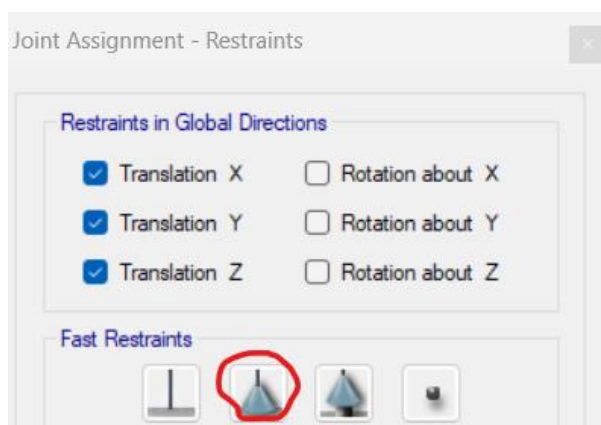 Joint Assignment - Restraints
Restraints in Global Directions
Translation X Rotation about X
Translation Y Rotation about Y
Translation Z Rotation about Z
Fast Restraints